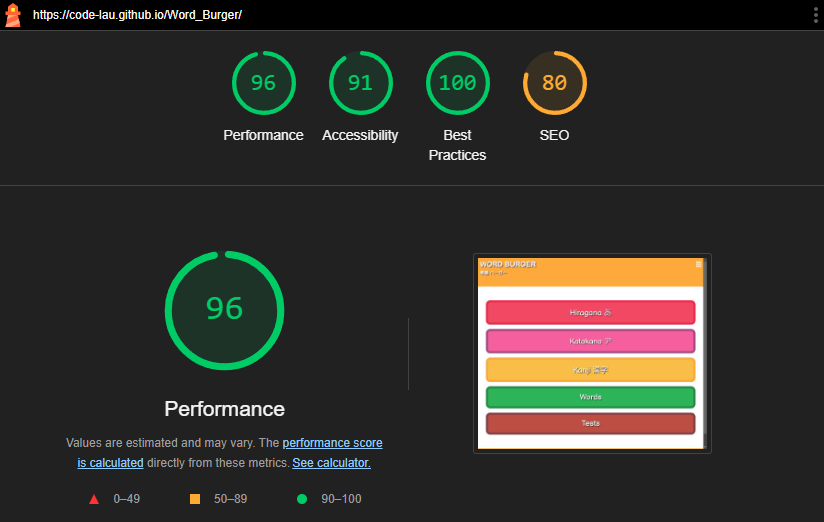 https://code-lau.github.io/Word_Burger/
96
91
100
80
Performance
Accessibility
Best
Practices
SEO
96
Performance
Values are estimated and may vary. The performance score
is calculated directly from these metrics. See calculator.
0–49
50–89
90–100
WORD BURGER
Hiragana あ
Katakana ア
Kanji 漢字
Words
Tests